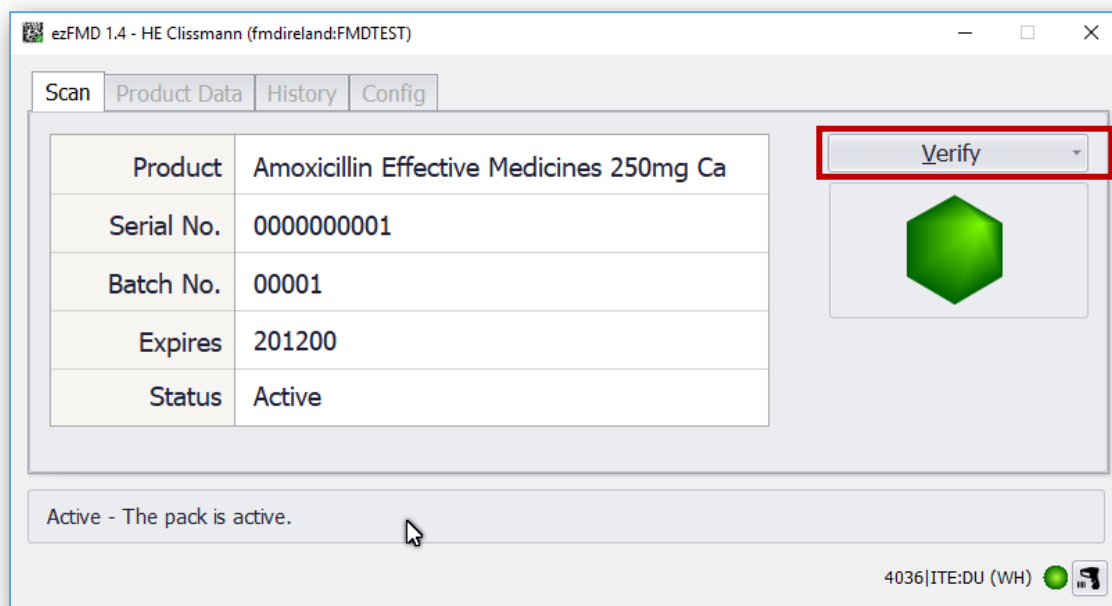 ezFMD 1.4 - HE Clissmann (fmdireland:FMDTEST)
Scan Product Data History Config
Product Amoxicillin Effective Medicines 250mg Ca
Verify
Serial No. 0000000001
Batch No. 00001
Expires 201200
Status Active
Active - The pack is active.
4036|ITE:DU (WH)